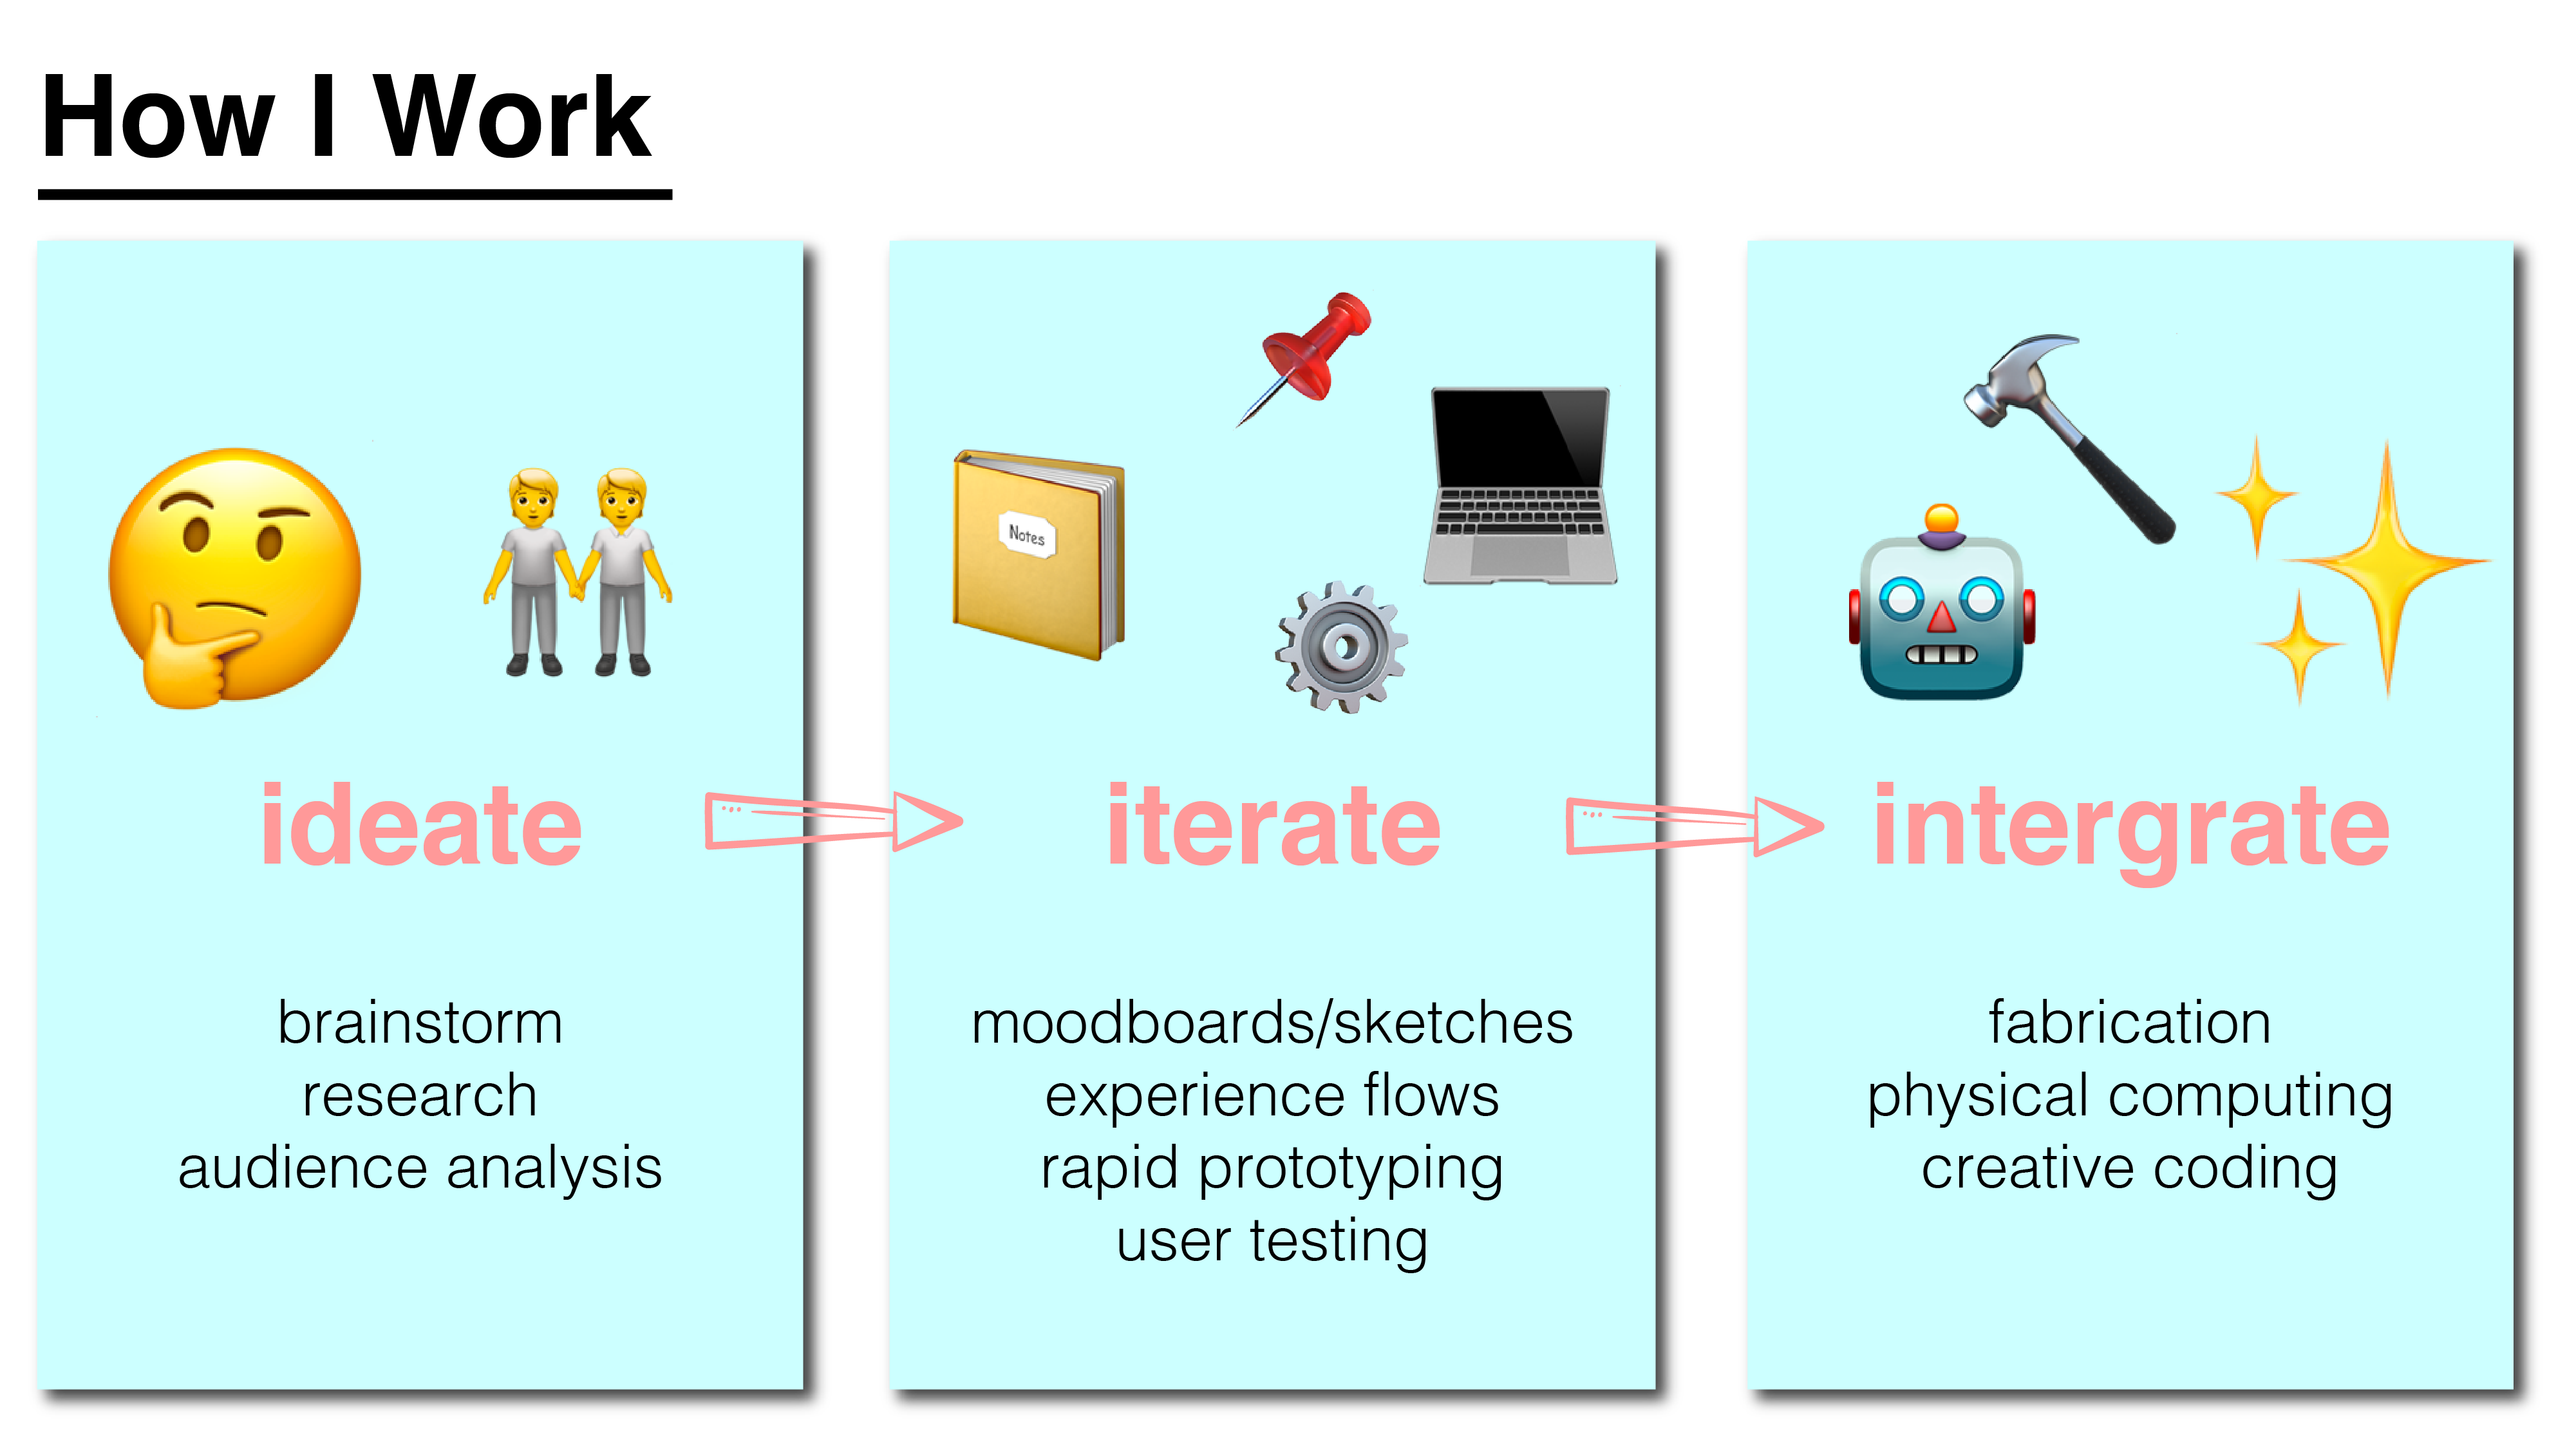 How I Work
Notes
ideate
brainstorm
research
audience analysis
iterate
moodboards/sketches
experience flows
rapid prototyping
user testing
intergrate
fabrication
physical computing
creative coding